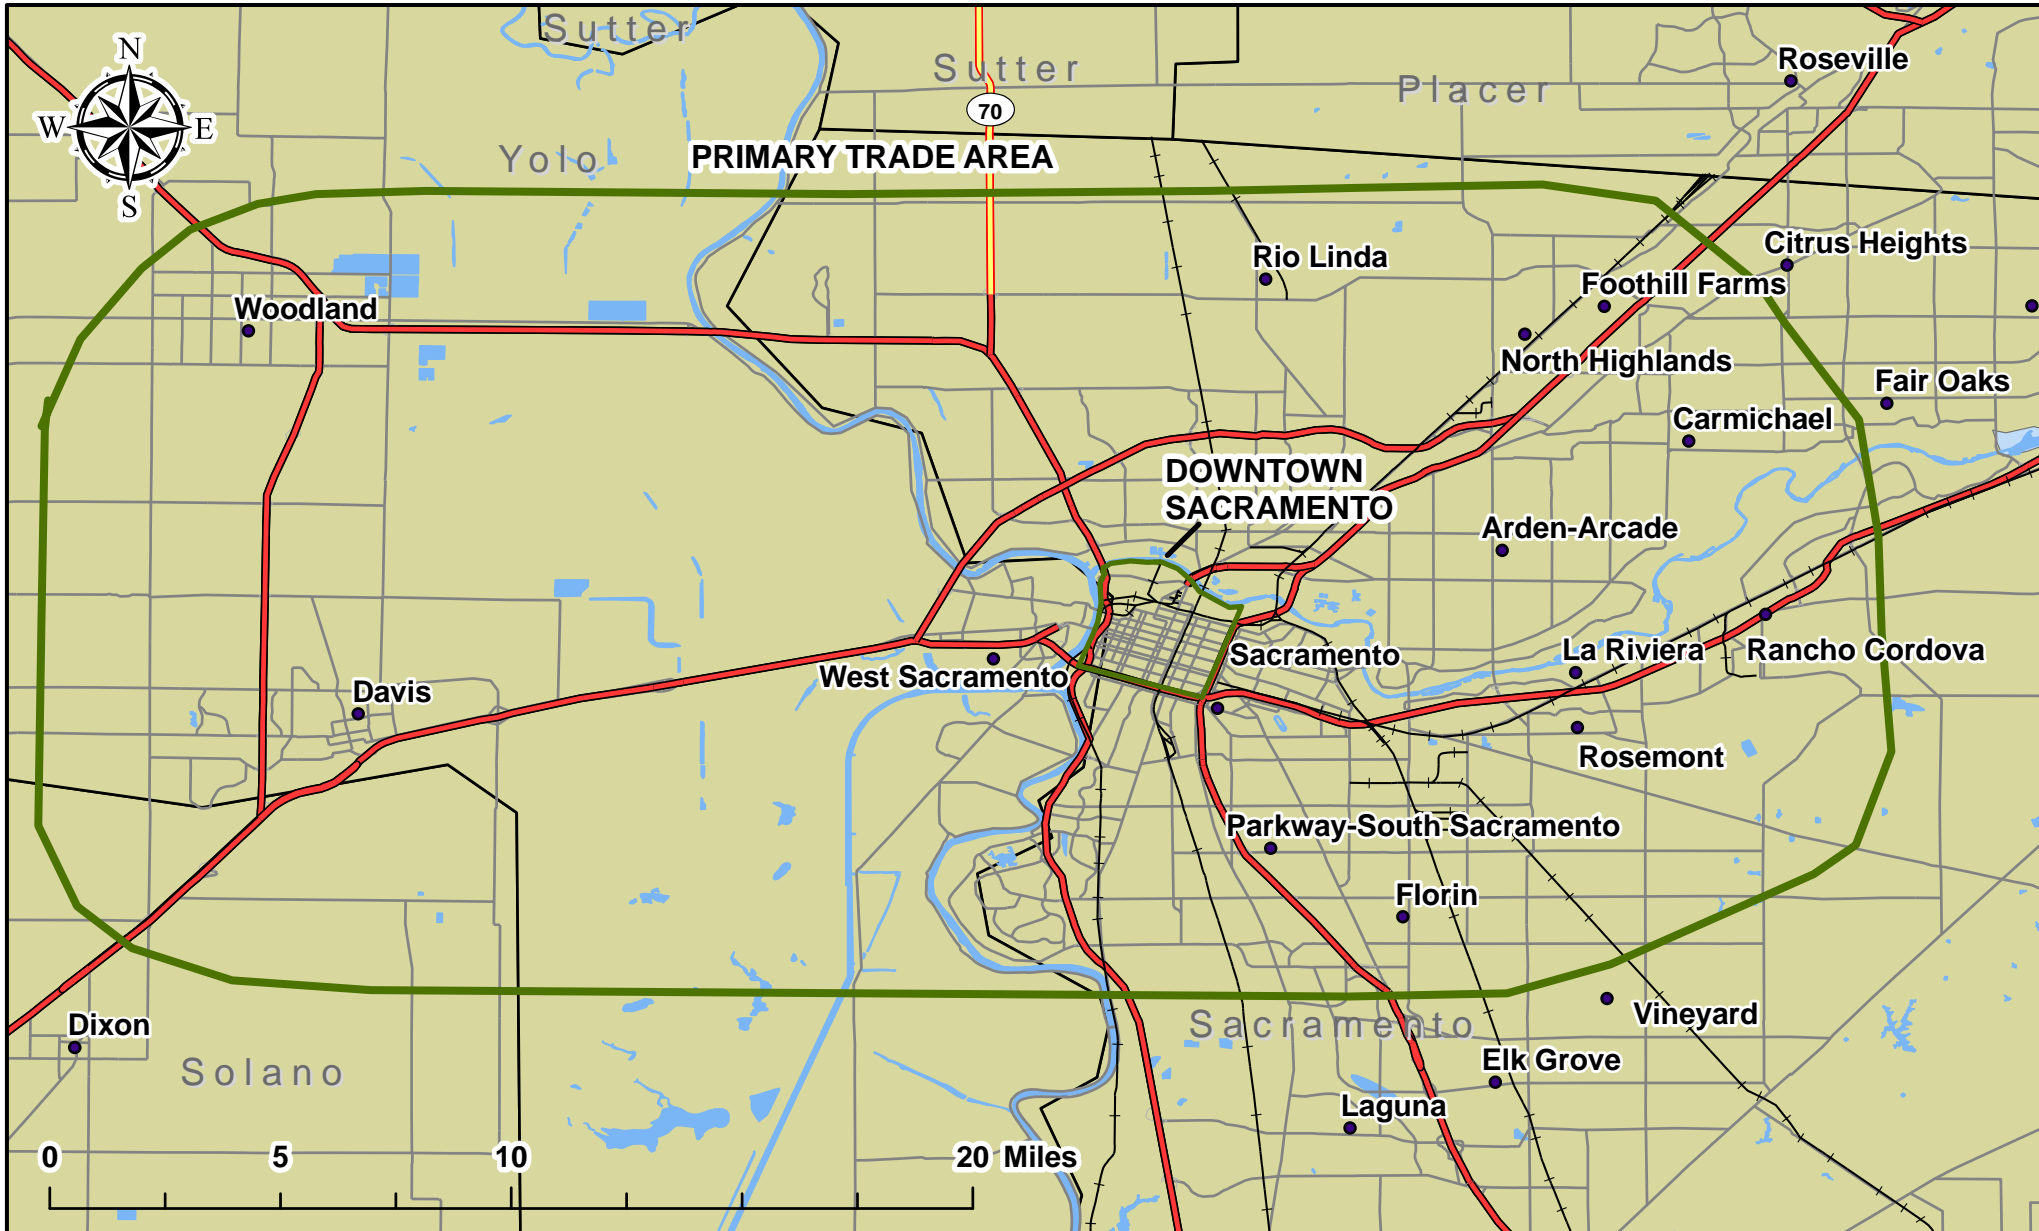 Sutter
N
Sutter
Roseville
Placer
70
W
E
Yolo
PRIMARY TRADE AREA
S
Citrus Heights
Rio Linda
Foothill Farms
Woodland
North Highlands
Fair Oaks
Carmichael
DOWNTOWN
SACRAMENTO
Arden-Arcade
Sacramento
La Riviera
Rancho Cordova
West Sacramento
Davis
Rosemont
Parkway-South Sacramento
Florin
Vineyard
Dixon
Sacramento
Elk Grove
Solano
Laguna
0 5 10 20 Miles